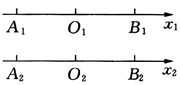 A₁ O₁ B₁ x₁
A₂ O₂ B₂ x₂